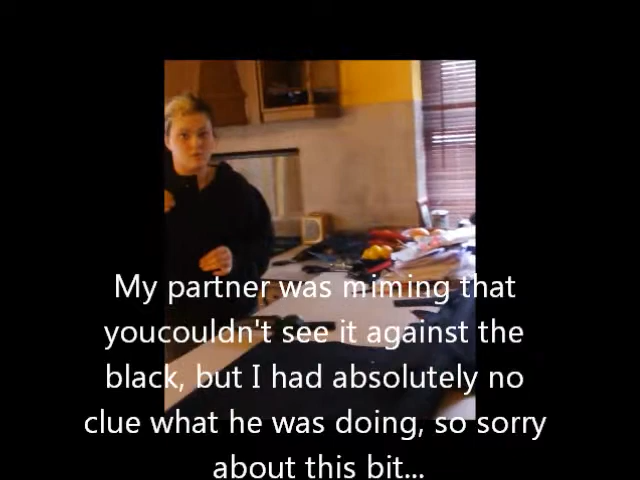 My partner was miming that
youcouldn't see it against the
black, but I had absolutely no
clue what he was doing, so sorry
about this bit...